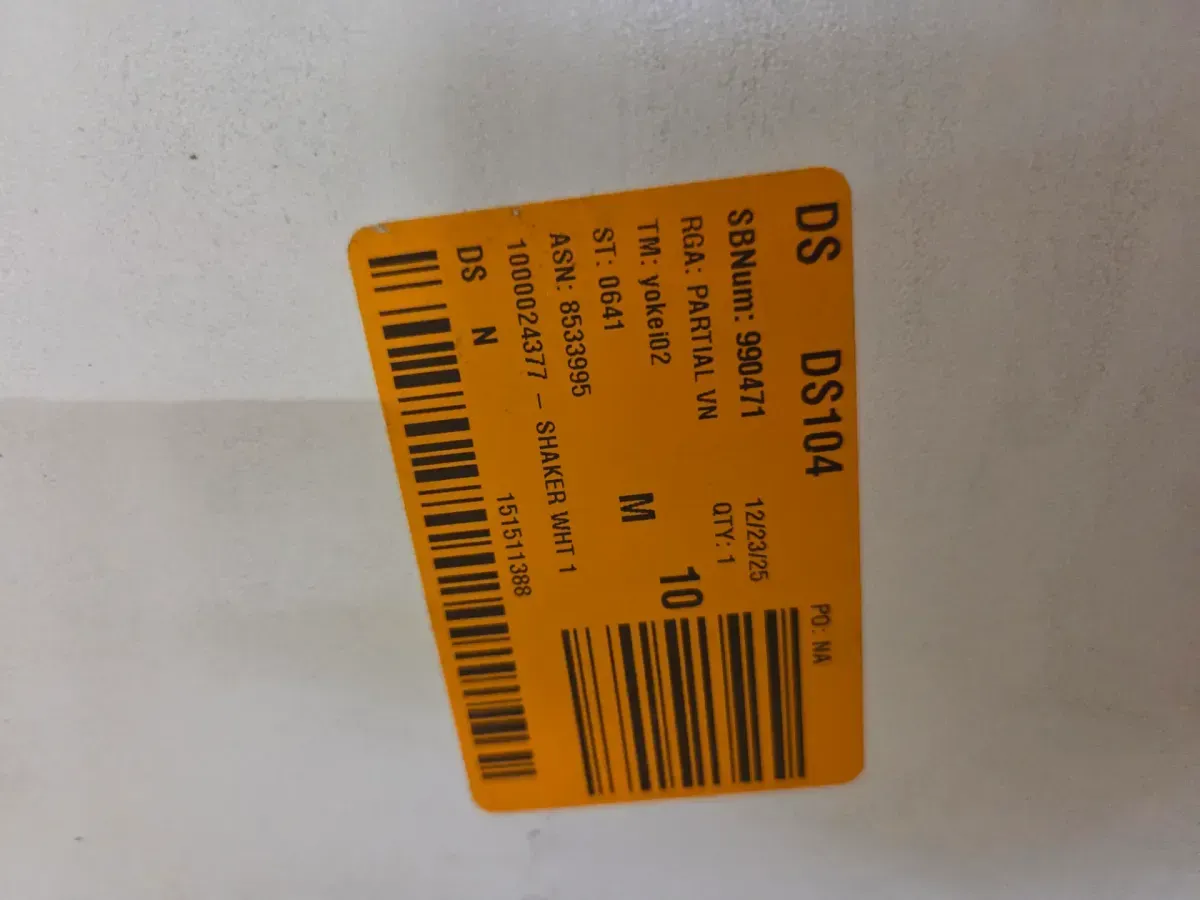 DS DS104 PO: NA
SBNum: 990471 12/23/25
RGA: PARTIAL VN QTY: 1
TM: yokei02 10
ST: 0641 M
ASN: 8533995
1000024377 – SHAKER WHT 1
DS N 151511388